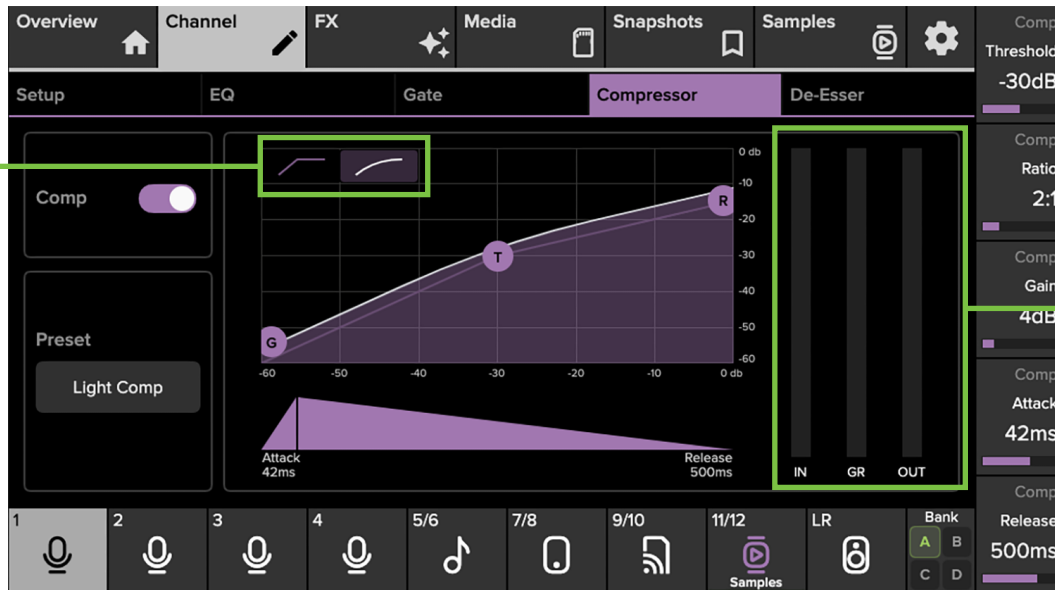 Overview
Channel
FX
Media
Snapshots
Samples
Setup
EQ
Gate
Compressor
De-Esser
Comp
Preset
Light Comp
0 db
-10
-20
-30
-40
-50
-60
R
T
G
-60
-50
-40
-30
-20
-10
0 db
Attack
42ms
Release
500ms
IN
GR
OUT
Comp
Threshold
-30dB
Comp
Ratio
2:1
Comp
Gain
4dB
Comp
Attack
42ms
Comp
Release
500ms
1
2
3
4
5/6
7/8
9/10
11/12
Samples
LR
Bank
A
B
C
D